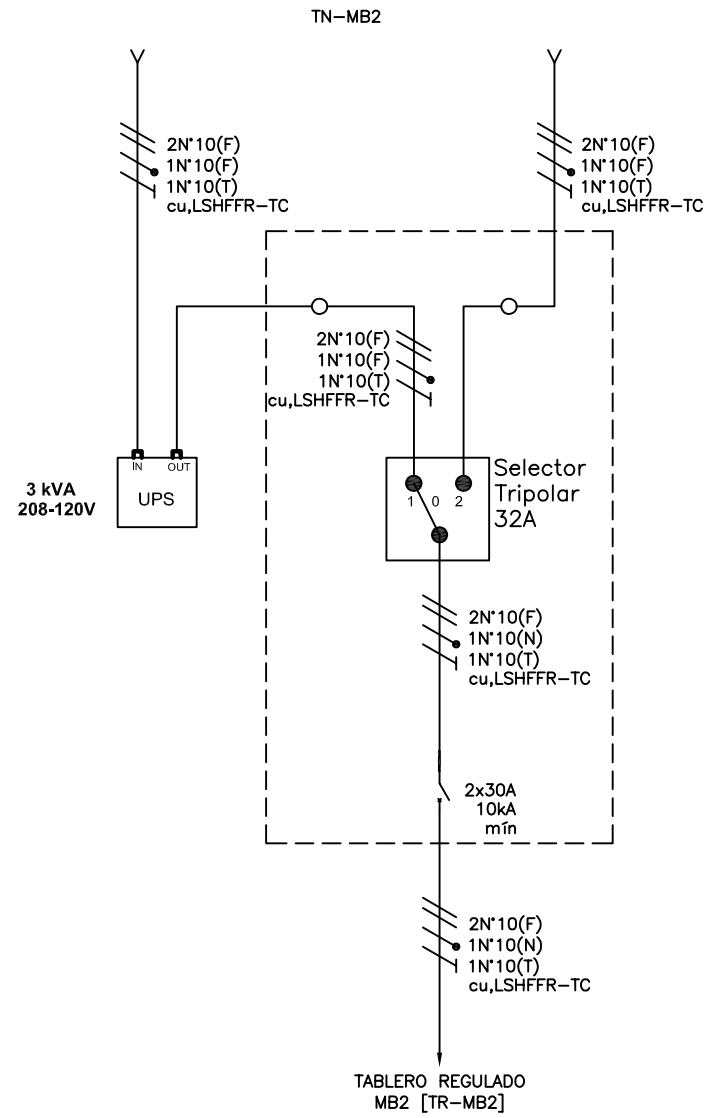 TN-MB2
2N°10(F)
1N°10(F)
1N°10(T)
cu,LSHFFR-TC
2N°10(F)
1N°10(F)
1N°10(T)
cu,LSHFFR-TC
2N°10(F)
1N°10(F)
1N°10(T)
cu,LSHFFR-TC
IN
OUT
UPS
3 kVA
208-120V
1 0 2
Selector
Tripolar
32A
2N°10(F)
1N°10(N)
1N°10(T)
cu,LSHFFR-TC
2x30A
10kA
mín
2N°10(F)
1N°10(N)
1N°10(T)
cu,LSHFFR-TC
TABLERO REGULADO
MB2 [TR-MB2]